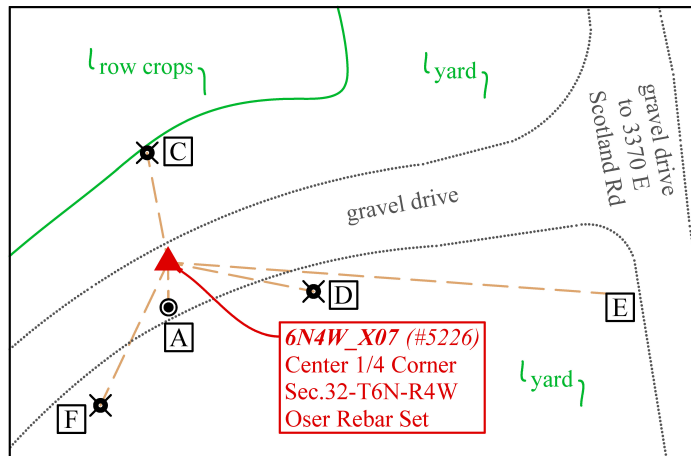 row crops
yard
gravel drive
to 3370 E
Scotland Rd
C
gravel drive
D
E
A
6N4W_X07 (#5226)
Center 1/4 Corner
Sec.32-T6N-R4W
Oser Rebar Set
yard
F